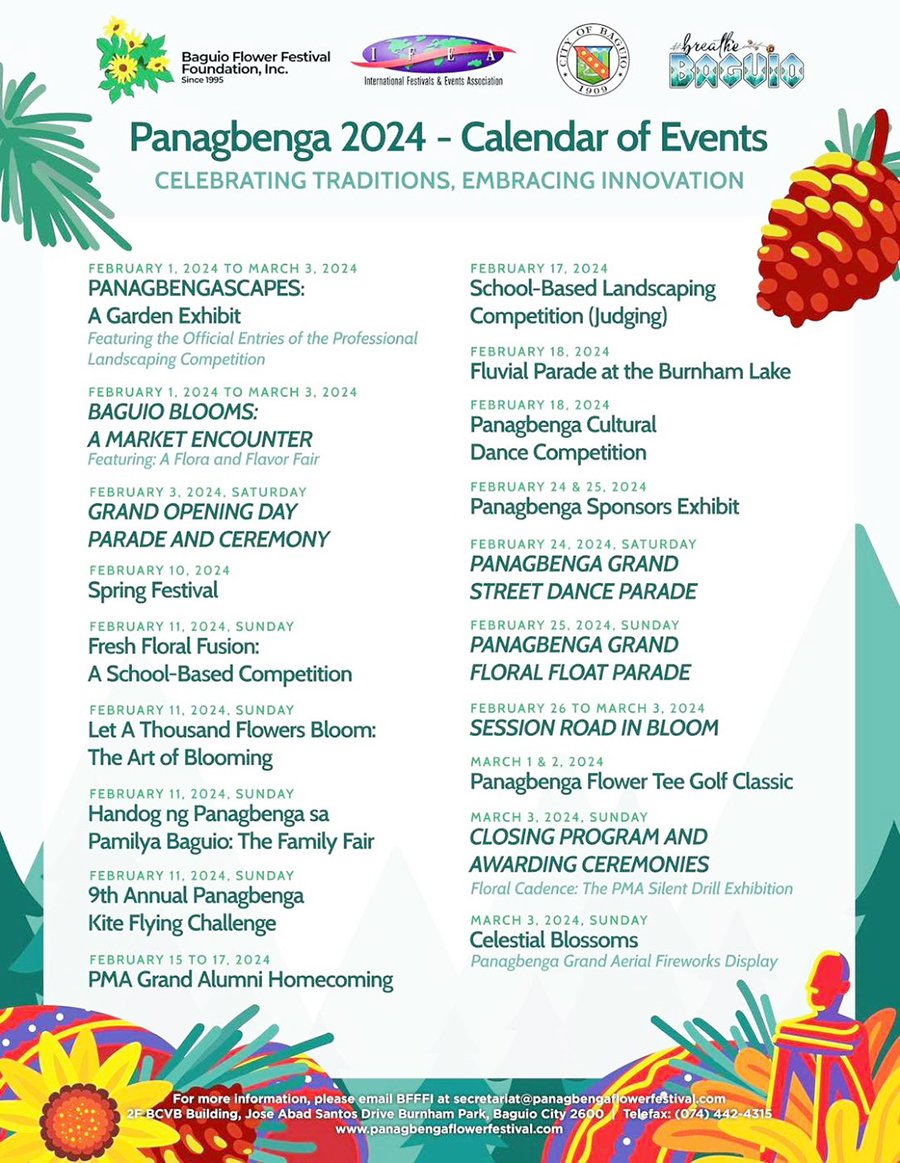 Baguio Flower Festival
Foundation, Inc.
Since 1995
I F E A
International Festivals & Events Association
CITY OF BAGUIO
1909
#breathe
BAGUIO
Panagbenga 2024 - Calendar of Events
CELEBRATING TRADITIONS, EMBRACING INNOVATION
FEBRUARY 1, 2024 TO MARCH 3, 2024
PANAGBENGASCAPES:
A Garden Exhibit
Featuring the Official Entries of the Professional
Landscaping Competition
FEBRUARY 1, 2024 TO MARCH 3, 2024
BAGUIO BLOOMS:
A MARKET ENCOUNTER
Featuring: A Flora and Flavor Fair
FEBRUARY 3, 2024, SATURDAY
GRAND OPENING DAY
PARADE AND CEREMONY
FEBRUARY 10, 2024
Spring Festival
FEBRUARY 11, 2024, SUNDAY
Fresh Floral Fusion:
A School-Based Competition
FEBRUARY 11, 2024, SUNDAY
Let A Thousand Flowers Bloom:
The Art of Blooming
FEBRUARY 11, 2024, SUNDAY
Handog ng Panagbenga sa
Pamilya Baguio: The Family Fair
FEBRUARY 11, 2024, SUNDAY
9th Annual Panagbenga
Kite Flying Challenge
FEBRUARY 15 TO 17, 2024
PMA Grand Alumni Homecoming
FEBRUARY 17, 2024
School-Based Landscaping
Competition (Judging)
FEBRUARY 18, 2024
Fluvial Parade at the Burnham Lake
FEBRUARY 18, 2024
Panagbenga Cultural
Dance Competition
FEBRUARY 24 & 25, 2024
Panagbenga Sponsors Exhibit
FEBRUARY 24, 2024, SATURDAY
PANAGBENGA GRAND
STREET DANCE PARADE
FEBRUARY 25, 2024, SUNDAY
PANAGBENGA GRAND
FLORAL FLOAT PARADE
FEBRUARY 26 TO MARCH 3, 2024
SESSION ROAD IN BLOOM
MARCH 1 & 2, 2024
Panagbenga Flower Tee Golf Classic
MARCH 3, 2024, SUNDAY
CLOSING PROGRAM AND
AWARDING CEREMONIES
Floral Cadence: The PMA Silent Drill Exhibition
MARCH 3, 2024, SUNDAY
Celestial Blossoms
Panagbenga Grand Aerial Fireworks Display
For more information, please email BFFFI at secretariat@panagbengaflowerfestival.com
2F BCVB Building, Jose Abad Santos Drive Burnham Park, Baguio City 2600 | Telefax: (074) 442-4315
www.panagbengaflowerfestival.com